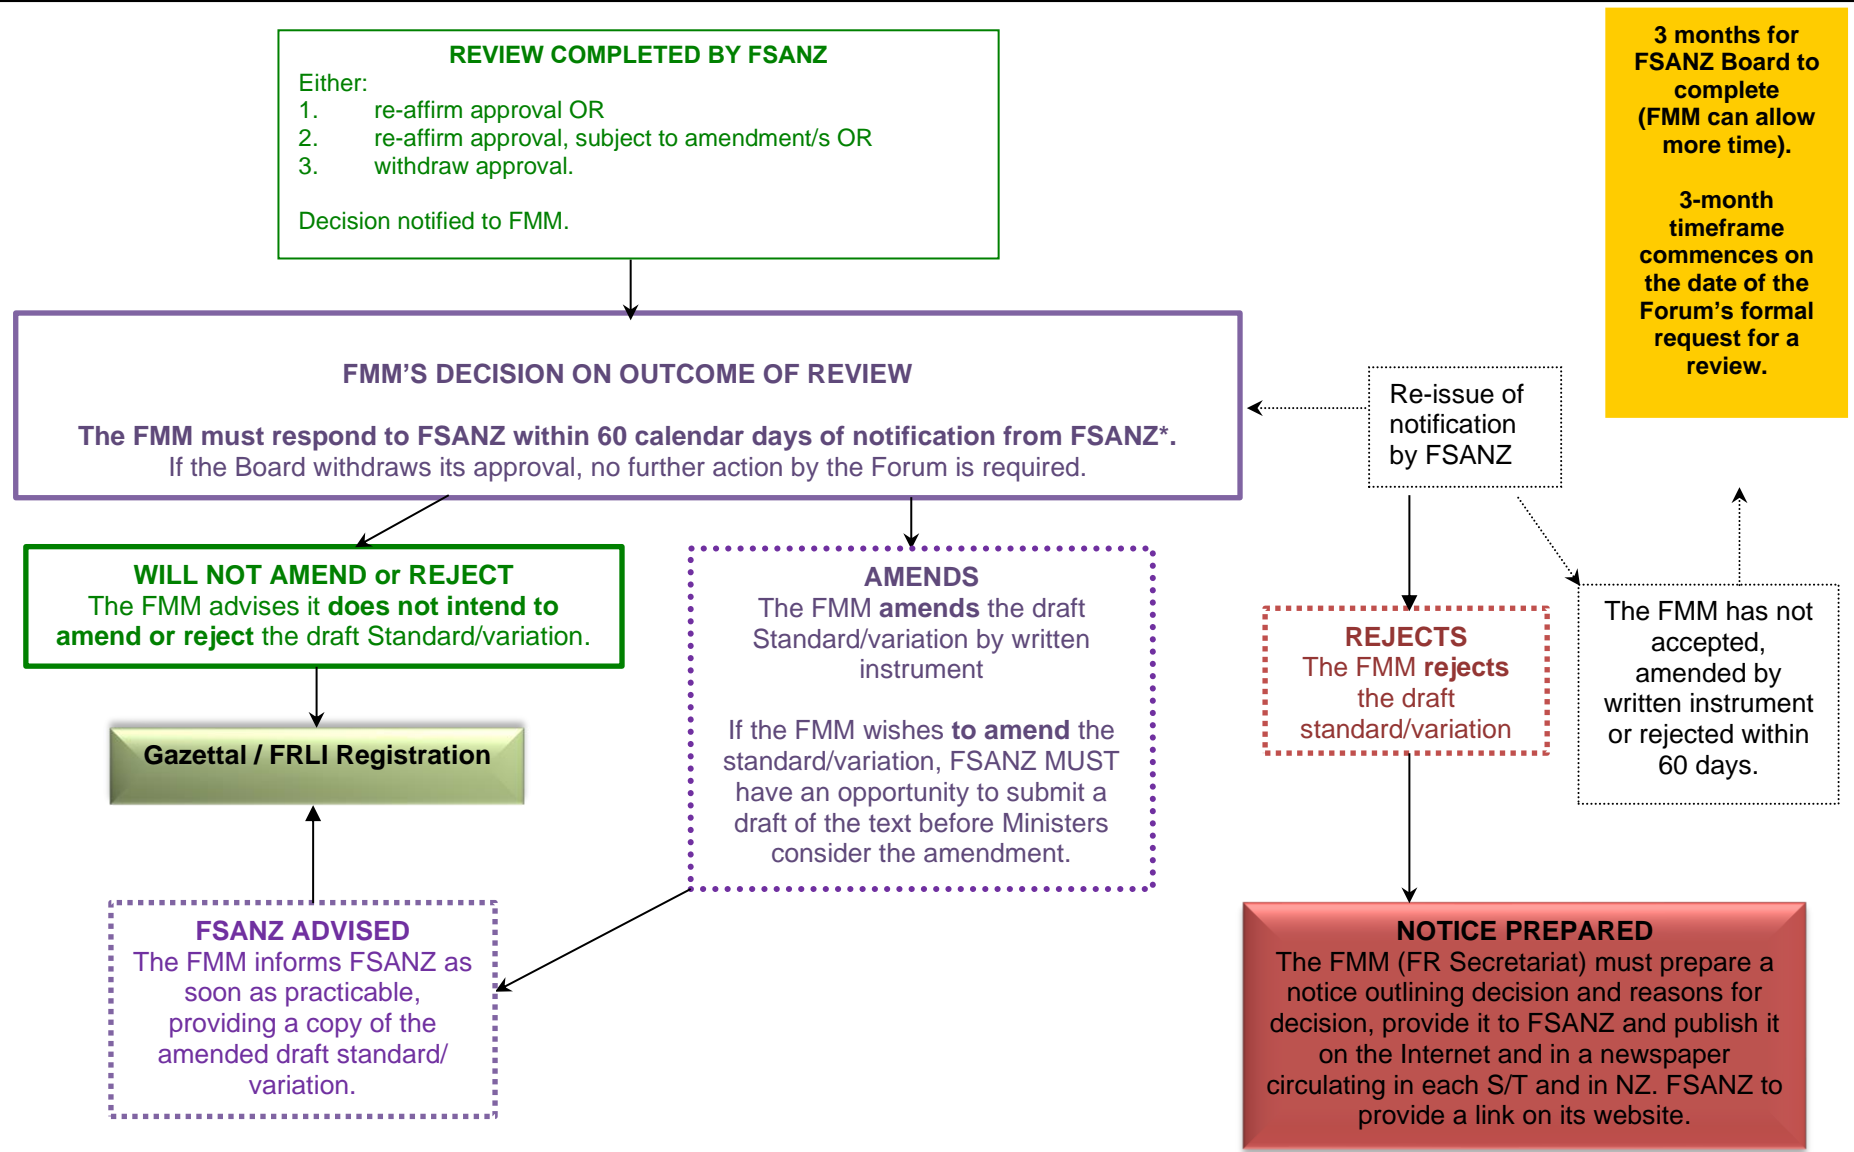 REVIEW COMPLETED BY FSANZ
Either:
1. re-affirm approval OR
2. re-affirm approval, subject to amendment/s OR
3. withdraw approval.
Decision notified to FMM.
3 months for
FSANZ Board to
complete
(FMM can allow
more time).
3-month
timeframe
commences on
the date of the
Forum's formal
request for a
review.
FMM'S DECISION ON OUTCOME OF REVIEW
The FMM must respond to FSANZ within 60 calendar days of notification from FSANZ*.
If the Board withdraws its approval, no further action by the Forum is required.
Re-issue of
notification
by FSANZ
WILL NOT AMEND or REJECT
The FMM advises it does not intend to
amend or reject the draft Standard/variation.
AMENDS
The FMM amends the draft
Standard/variation by written
instrument
If the FMM wishes to amend the
standard/variation, FSANZ MUST
have an opportunity to submit a
draft of the text before Ministers
consider the amendment.
REJECTS
The FMM rejects
the draft
standard/variation
The FMM has not
accepted,
amended by
written instrument
or rejected within
60 days.
Gazettal / FRLI Registration
FSANZ ADVISED
The FMM informs FSANZ as
soon as practicable,
providing a copy of the
amended draft standard/
variation.
NOTICE PREPARED
The FMM (FR Secretariat) must prepare a
notice outlining decision and reasons for
decision, provide it to FSANZ and publish it
on the Internet and in a newspaper
circulating in each S/T and in NZ. FSANZ to
provide a link on its website.